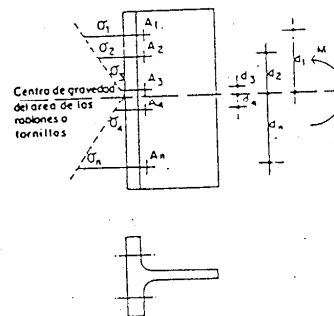 σ1 A1
σ2 A2
σ3 A3
Centro de gravedad
del area de los
roblones o
tornillos
σ4 A4
σn An
d3
d4
d2
dn
d1
M